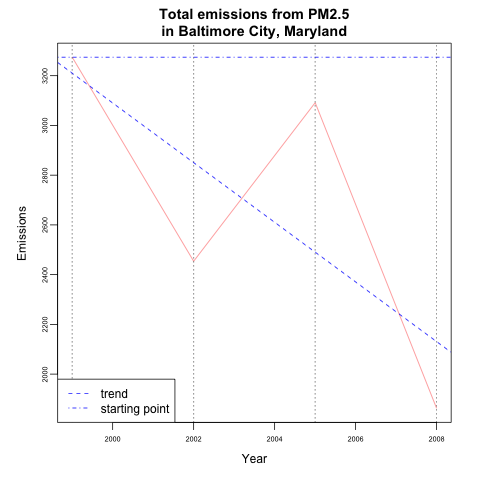 Total emissions from PM2.5
in Baltimore City, Maryland
Emissions
3200
3000
2800
2600
2400
2200
2000
trend
starting point
2000 2002 2004 2006 2008
Year